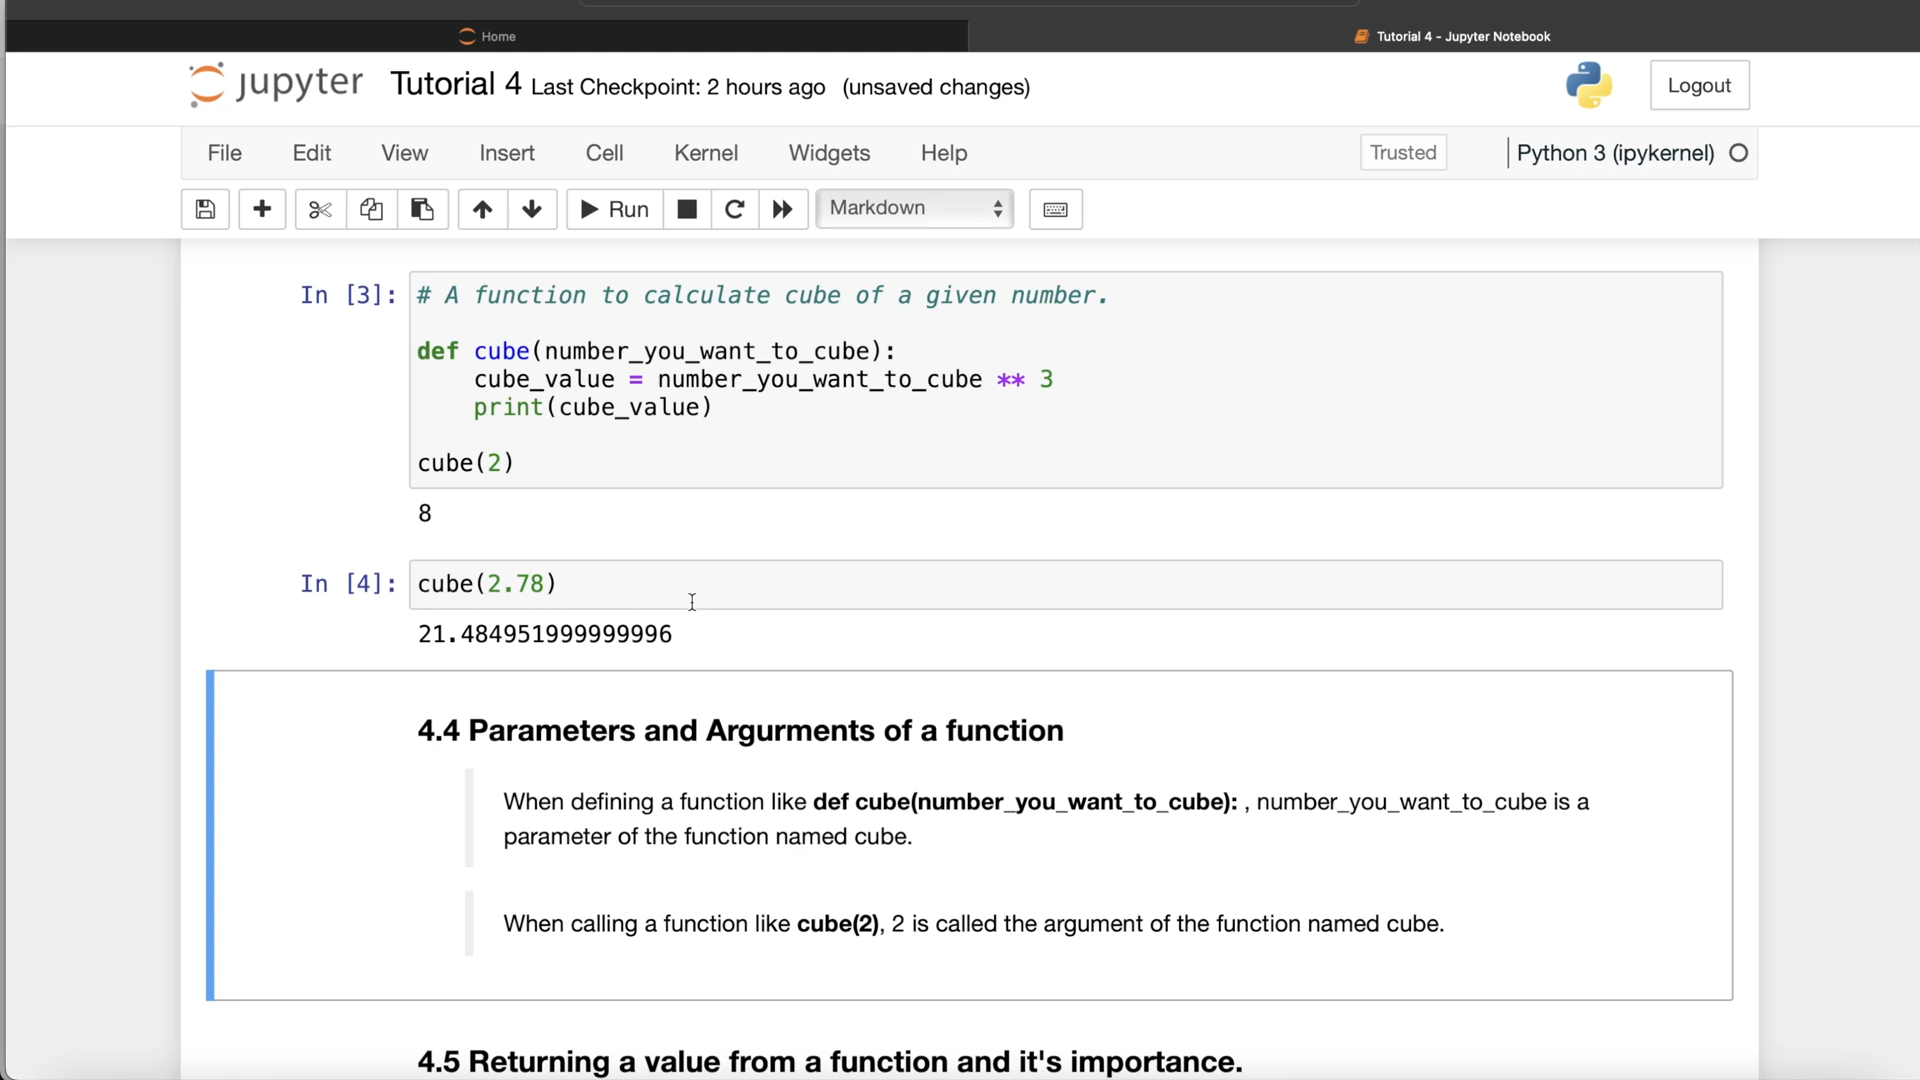 Home
Tutorial 4 - Jupyter Notebook
jupyter Tutorial 4 Last Checkpoint: 2 hours ago (unsaved changes)
Logout
File Edit View Insert Cell Kernel Widgets Help
Trusted
Python 3 (ipykernel)
Run
Markdown
In [3]: # A function to calculate cube of a given number.
def cube(number_you_want_to_cube):
    cube_value = number_you_want_to_cube ** 3
    print(cube_value)
cube(2)
8
In [4]: cube(2.78)
21.484951999999996
4.4 Parameters and Argurments of a function
When defining a function like def cube(number_you_want_to_cube): , number_you_want_to_cube is a
parameter of the function named cube.
When calling a function like cube(2), 2 is called the argument of the function named cube.
4.5 Returning a value from a function and it's importance.